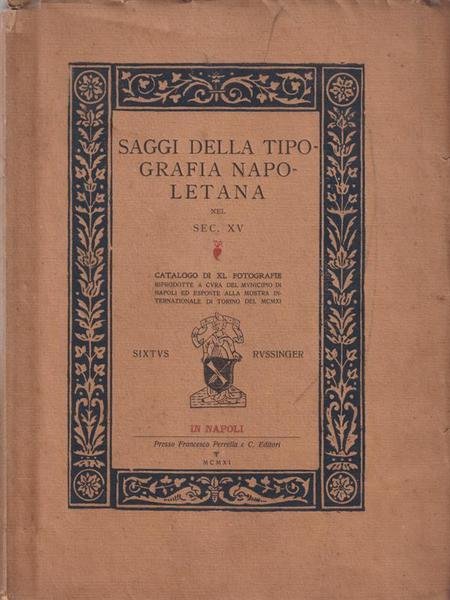 SAGGI DELLA TIPO-
GRAFIA NAPO-
LETANA
NEL
SEC. XV
CATALOGO DI XL FOTOGRAFIE
RIPRODOTTE A CVRA DEL MVNICIPIO DI
NAPOLI ED ESPOSTE ALLA MOSTRA IN-
TERNAZIONALE DI TORINO DEL MCMXI
SIXTVS RVSSINGER
IN NAPOLI
Presso Francesco Perrella e C. Editori
MCMXI